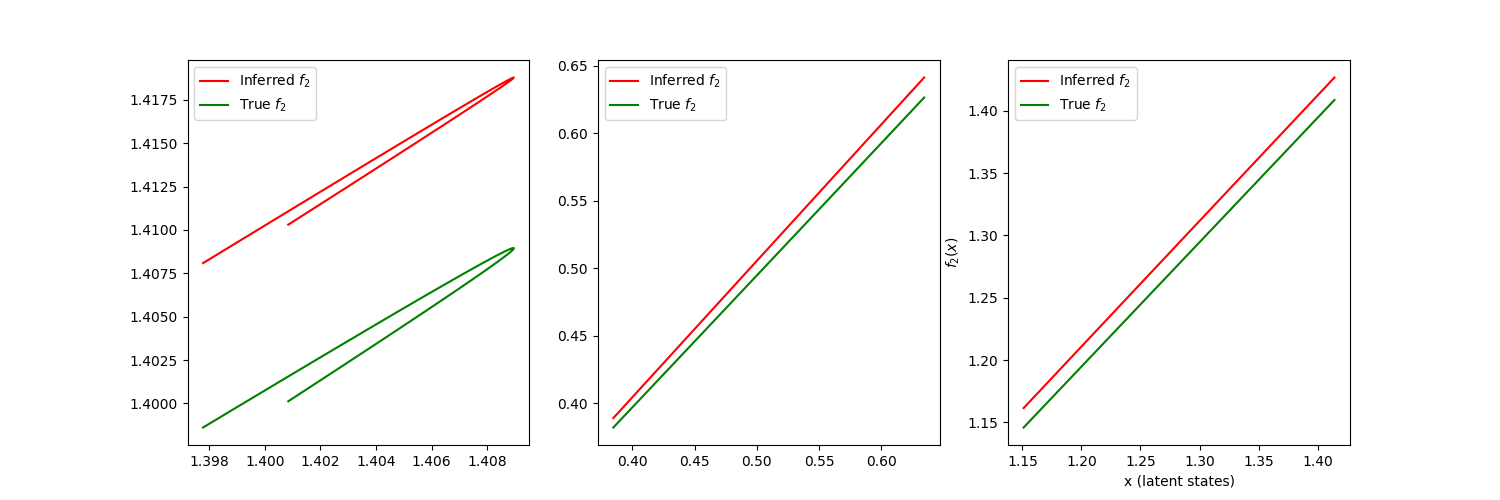 Inferred f₂
True f₂
1.4175
1.4150
1.4125
1.4100
1.4075
1.4050
1.4025
1.4000
1.398 1.400 1.402 1.404 1.406 1.408
Inferred f₂
True f₂
0.65
0.60
0.55
0.50
0.45
0.40
0.40 0.45 0.50 0.55 0.60
Inferred f₂
True f₂
f₂(x)
1.40
1.35
1.30
1.25
1.20
1.15
1.15 1.20 1.25 1.30 1.35 1.40
x (latent states)